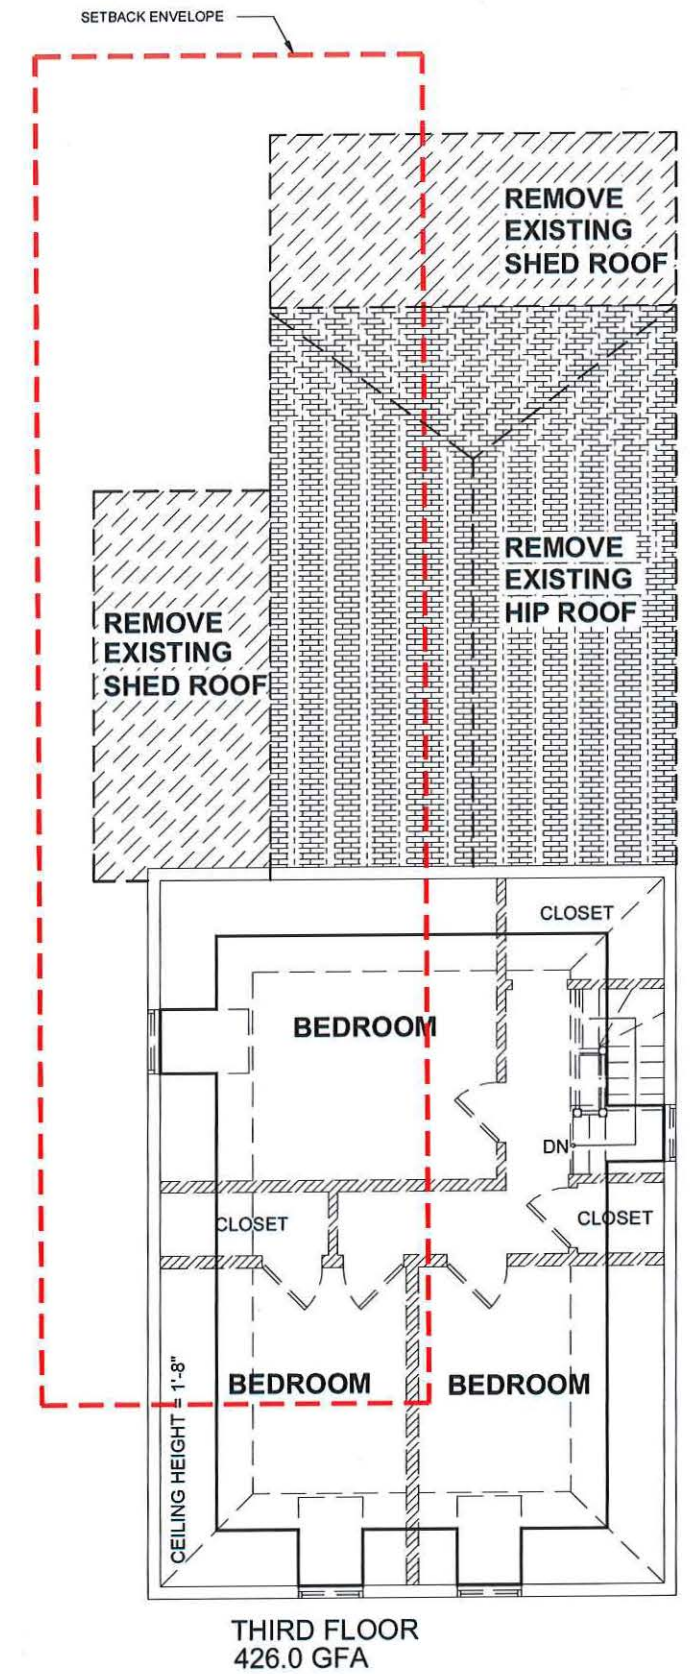 SETBACK ENVELOPE
REMOVE
EXISTING
SHED ROOF
REMOVE
EXISTING
HIP ROOF
REMOVE
EXISTING
SHED ROOF
CLOSET
BEDROOM
DN
CLOSET
CLOSET
BEDROOM
BEDROOM
CEILING HEIGHT = 1'-8"
THIRD FLOOR
426.0 GFA